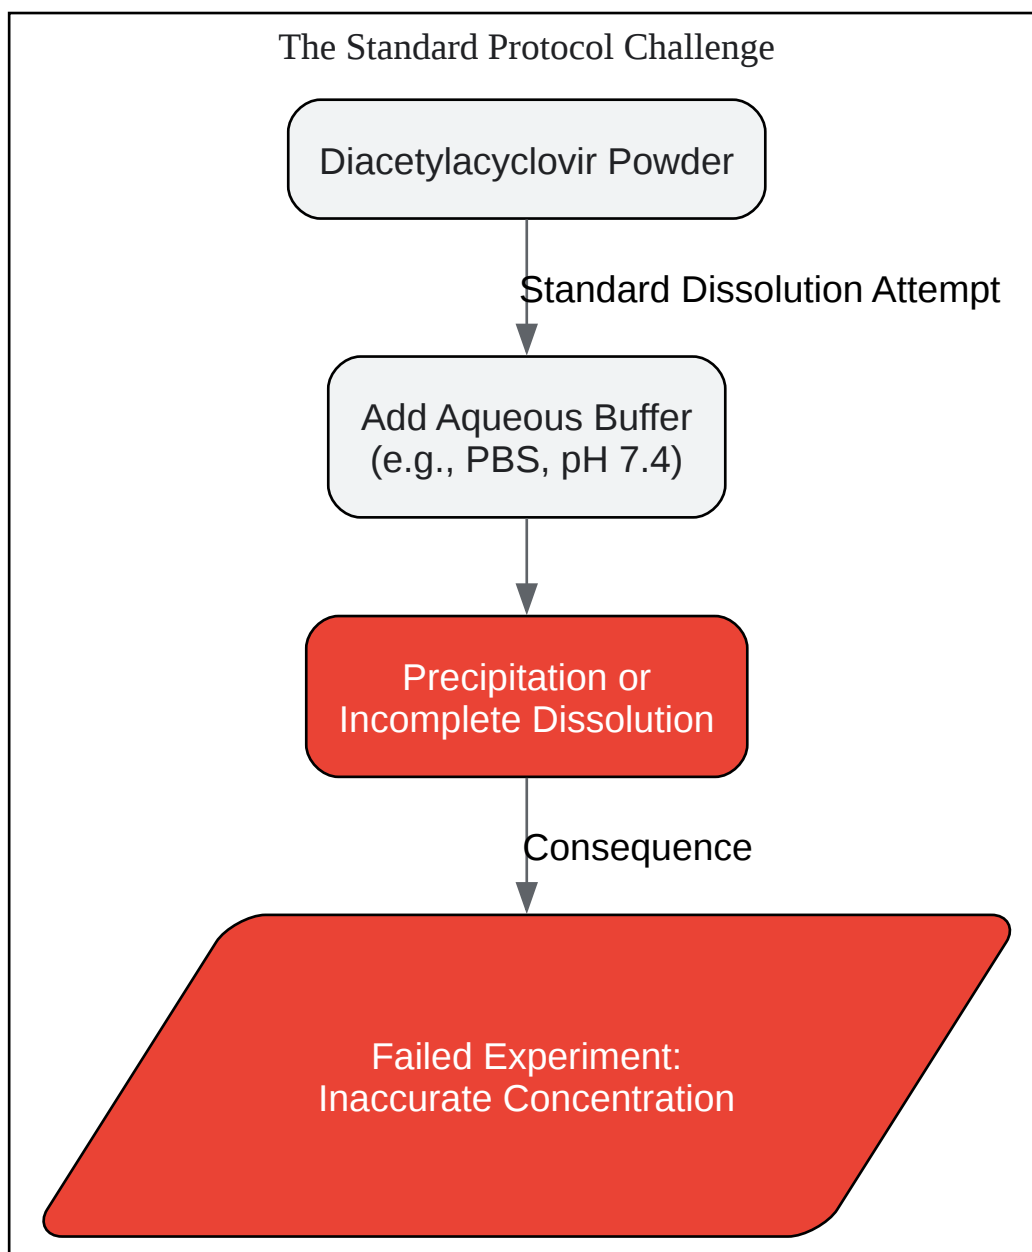 The Standard Protocol Challenge
Diacetylacyclovir Powder
Standard Dissolution Attempt
Add Aqueous Buffer
(e.g., PBS, pH 7.4)
Precipitation or
Incomplete Dissolution
Consequence
Failed Experiment:
Inaccurate Concentration